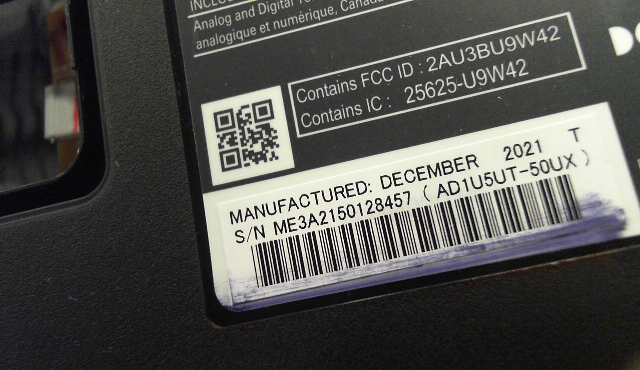 Analog and Digital
analogique et numérique, Canada
Contains FCC ID : 2AU3BU9W42
Contains IC : 25625-U9W42
MANUFACTURED: DECEMBER 2021 T
S/N ME3A2150128457 ( AD1U5UT-50UX )